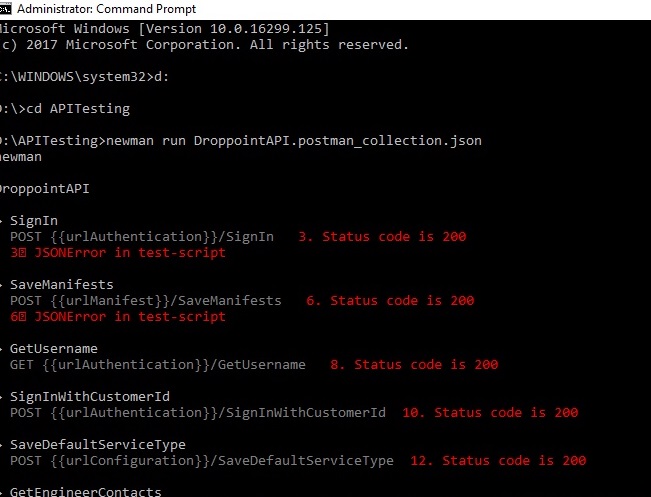 Administrator: Command Prompt
icrosoft Windows [Version 10.0.16299.125]
c) 2017 Microsoft Corporation. All rights reserved.
:\WINDOWS\system32>d:
:\>cd APITesting
:\APITesting>newman run DroppointAPI.postman_collection.json
ewman
roppointAPI
SignIn
POST {{urlAuthentication}}/SignIn 3. Status code is 200
3 JSONError in test-script
SaveManifests
POST {{urlManifest}}/SaveManifests 6. Status code is 200
6 JSONError in test-script
GetUsername
GET {{urlAuthentication}}/GetUsername 8. Status code is 200
SignInWithCustomerId
POST {{urlAuthentication}}/SignInWithCustomerId 10. Status code is 200
SaveDefaultServiceType
POST {{urlConfiguration}}/SaveDefaultServiceType 12. Status code is 200
GetEngineerContacts